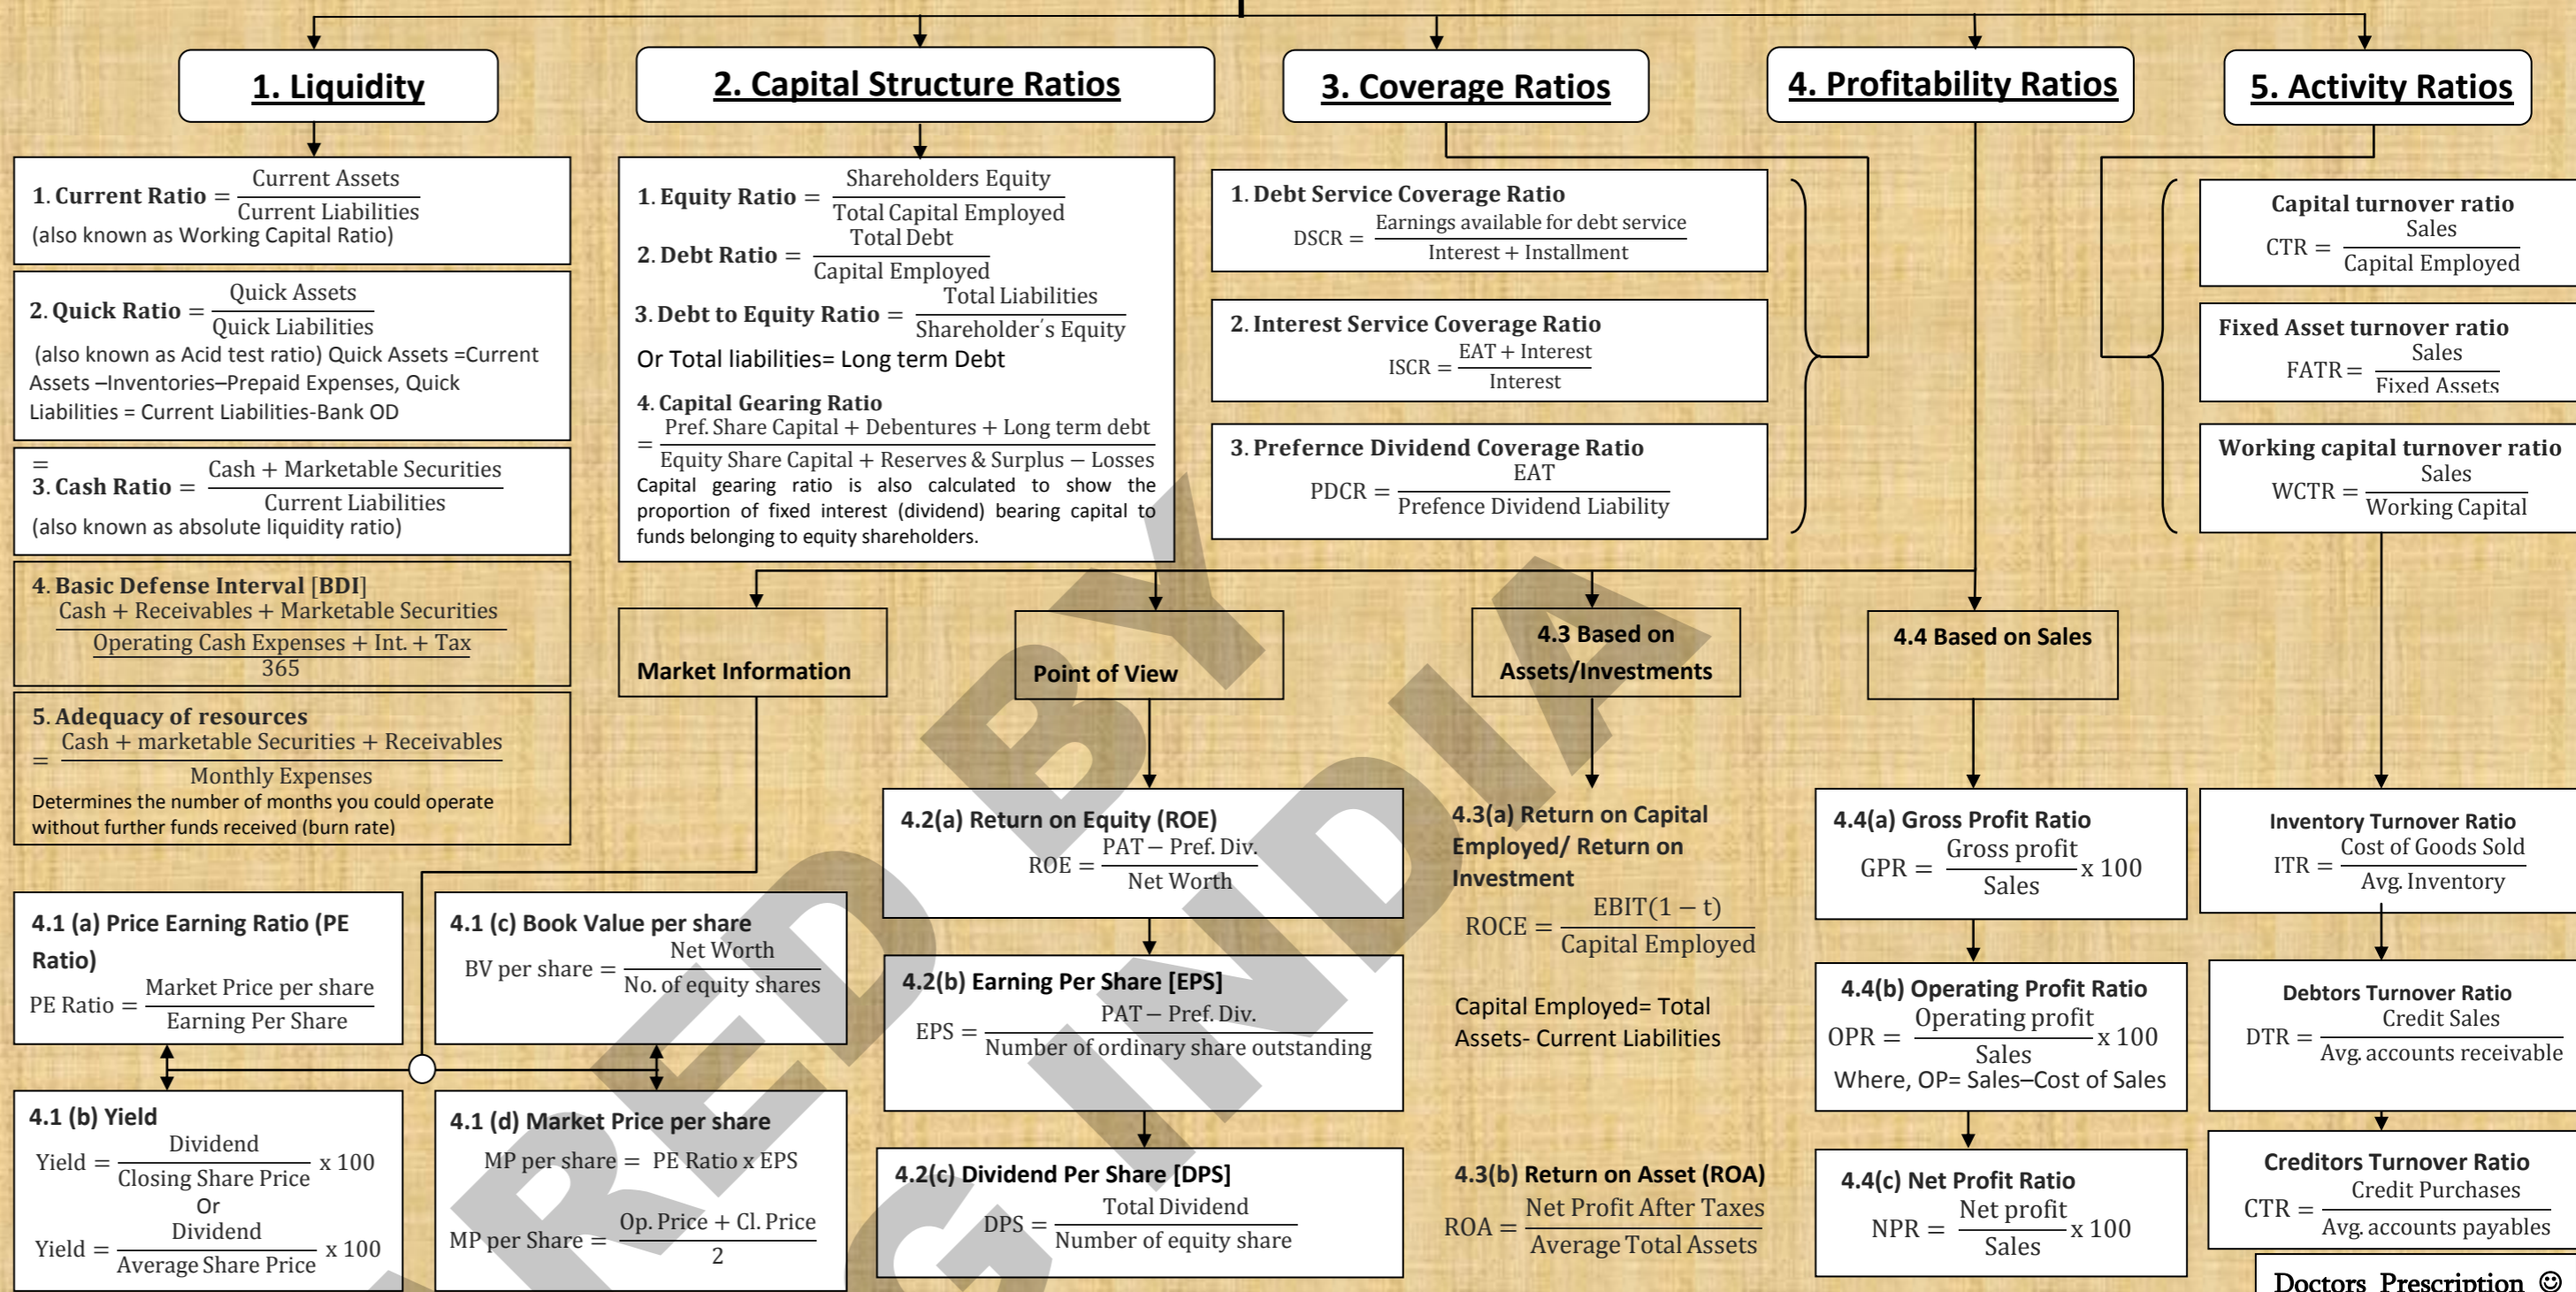 1. Liquidity
2. Capital Structure Ratios
3. Coverage Ratios
4. Profitability Ratios
5. Activity Ratios
1. Current Ratio = Current Assets / Current Liabilities
(also known as Working Capital Ratio)
2. Quick Ratio = Quick Assets / Quick Liabilities
(also known as Acid test ratio) Quick Assets =Current
Assets –Inventories–Prepaid Expenses, Quick
Liabilities = Current Liabilities-Bank OD
=
3. Cash Ratio = Cash + Marketable Securities / Current Liabilities
(also known as absolute liquidity ratio)
4. Basic Defense Interval [BDI]
Cash + Receivables + Marketable Securities
Operating Cash Expenses + Int. + Tax
365
5. Adequacy of resources
= Cash + marketable Securities + Receivables / Monthly Expenses
Determines the number of months you could operate
without further funds received (burn rate)
1. Equity Ratio = Shareholders Equity / Total Capital Employed
2. Debt Ratio = Total Debt / Capital Employed
3. Debt to Equity Ratio = Total Liabilities / Shareholder's Equity
Or Total liabilities= Long term Debt
4. Capital Gearing Ratio
= Pref. Share Capital + Debentures + Long term debt / Equity Share Capital + Reserves & Surplus − Losses
Capital gearing ratio is also calculated to show the
proportion of fixed interest (dividend) bearing capital to
funds belonging to equity shareholders.
1. Debt Service Coverage Ratio
DSCR = Earnings available for debt service / Interest + Installment
2. Interest Service Coverage Ratio
ISCR = EAT + Interest / Interest
3. Prefernce Dividend Coverage Ratio
PDCR = EAT / Prefence Dividend Liability
Capital turnover ratio
CTR = Sales / Capital Employed
Fixed Asset turnover ratio
FATR = Sales / Fixed Assets
Working capital turnover ratio
WCTR = Sales / Working Capital
Market Information
Point of View
4.3 Based on
Assets/Investments
4.4 Based on Sales
4.1 (a) Price Earning Ratio (PE
Ratio)
PE Ratio = Market Price per share / Earning Per Share
4.1 (c) Book Value per share
BV per share = Net Worth / No. of equity shares
4.1 (b) Yield
Yield = Dividend / Closing Share Price x 100
Or
Yield = Dividend / Average Share Price x 100
4.1 (d) Market Price per share
MP per share = PE Ratio x EPS
MP per Share = Op. Price + Cl. Price / 2
4.2(a) Return on Equity (ROE)
ROE = PAT − Pref. Div. / Net Worth
4.2(b) Earning Per Share [EPS]
EPS = PAT − Pref. Div. / Number of ordinary share outstanding
4.2(c) Dividend Per Share [DPS]
DPS = Total Dividend / Number of equity share
4.3(a) Return on Capital
Employed/ Return on
Investment
ROCE = EBIT(1 − t) / Capital Employed
Capital Employed= Total
Assets- Current Liabilities
4.3(b) Return on Asset (ROA)
ROA = Net Profit After Taxes / Average Total Assets
4.4(a) Gross Profit Ratio
GPR = Gross profit / Sales x 100
4.4(b) Operating Profit Ratio
OPR = Operating profit / Sales x 100
Where, OP= Sales–Cost of Sales
4.4(c) Net Profit Ratio
NPR = Net profit / Sales x 100
Inventory Turnover Ratio
ITR = Cost of Goods Sold / Avg. Inventory
Debtors Turnover Ratio
DTR = Credit Sales / Avg. accounts receivable
Creditors Turnover Ratio
CTR = Credit Purchases / Avg. accounts payables
Doctors Prescription ☺
ARED BY
G INDIA